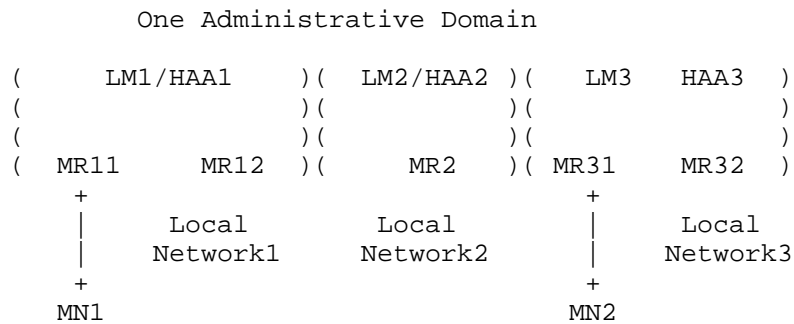 One Administrative Domain
(      LM1/HAA1      )(   LM2/HAA2 )(    LM3    HAA3   )
(                    )(            )(                  )
(                    )(            )(                  )
(   MR11      MR12   )(      MR2   )( MR31     MR32    )
     +                                  +
     |      Local         Local         |      Local
     |     Network1      Network2       |     Network3
     +                                  +
    MN1                                MN2